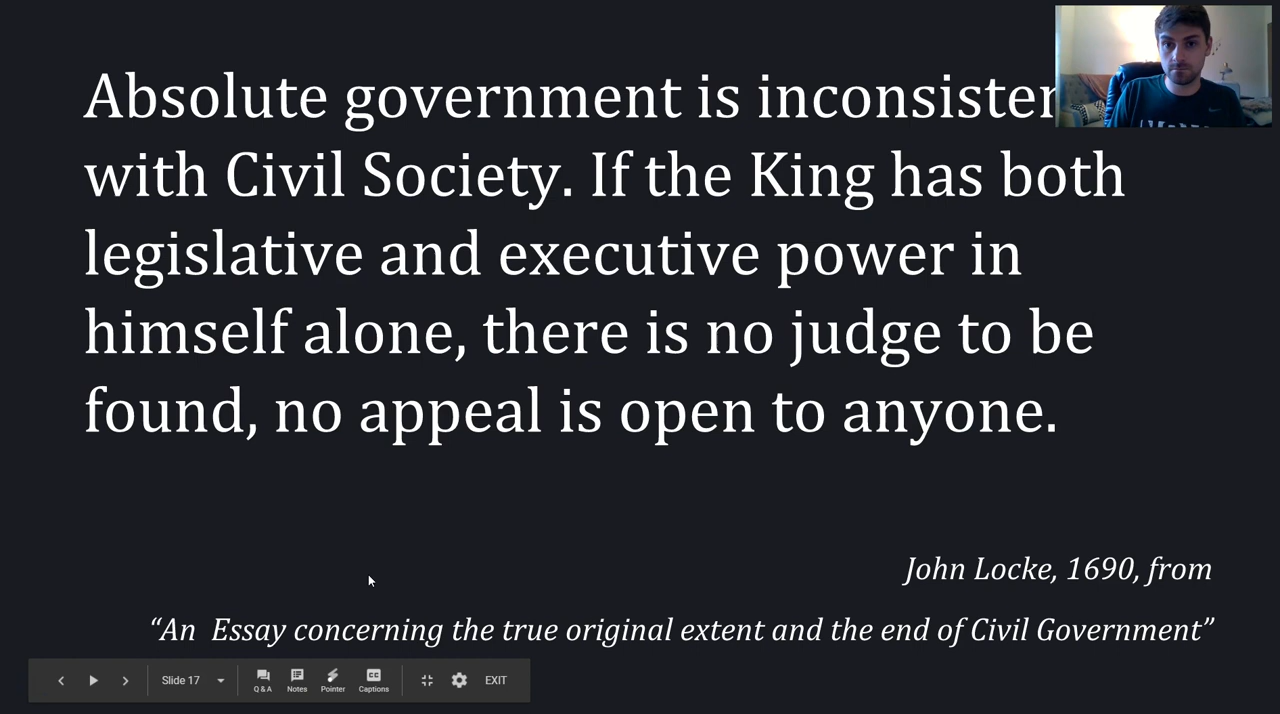 Absolute government is inconsisten
with Civil Society. If the King has both
legislative and executive power in
himself alone, there is no judge to be
found, no appeal is open to anyone.
John Locke, 1690, from
“An  Essay concerning the true original extent and the end of Civil Government”
Slide 17
Q & A
Notes
Pointer
CC
Captions
EXIT